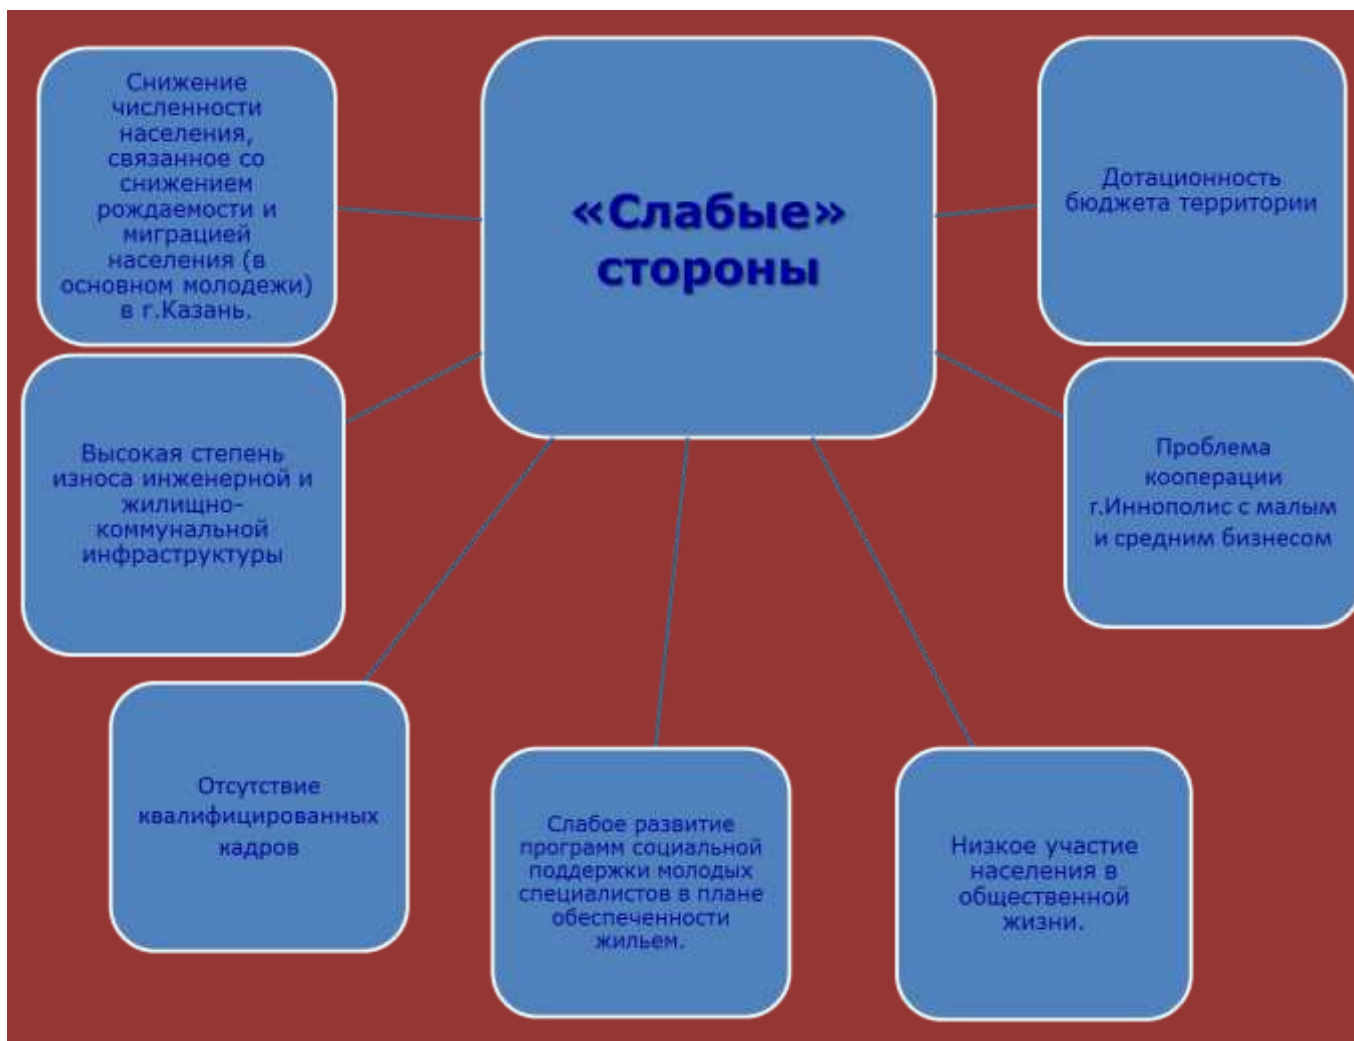 «Слабые»
стороны
Снижение
численности
населения,
связанное со
снижением
рождаемости и
миграцией
населения (в
основном молодежи)
в г.Казань.
Высокая степень
износа инженерной и
жилищно-
коммунальной
инфраструктуры
Отсутствие
квалифицированных
кадров
Слабое развитие
программ социальной
поддержки молодых
специалистов в плане
обеспеченности
жильем.
Низкое участие
населения в
общественной
жизни.
Проблема
кооперации
г.Иннополис с малым
и средним бизнесом
Дотационность
бюджета территории